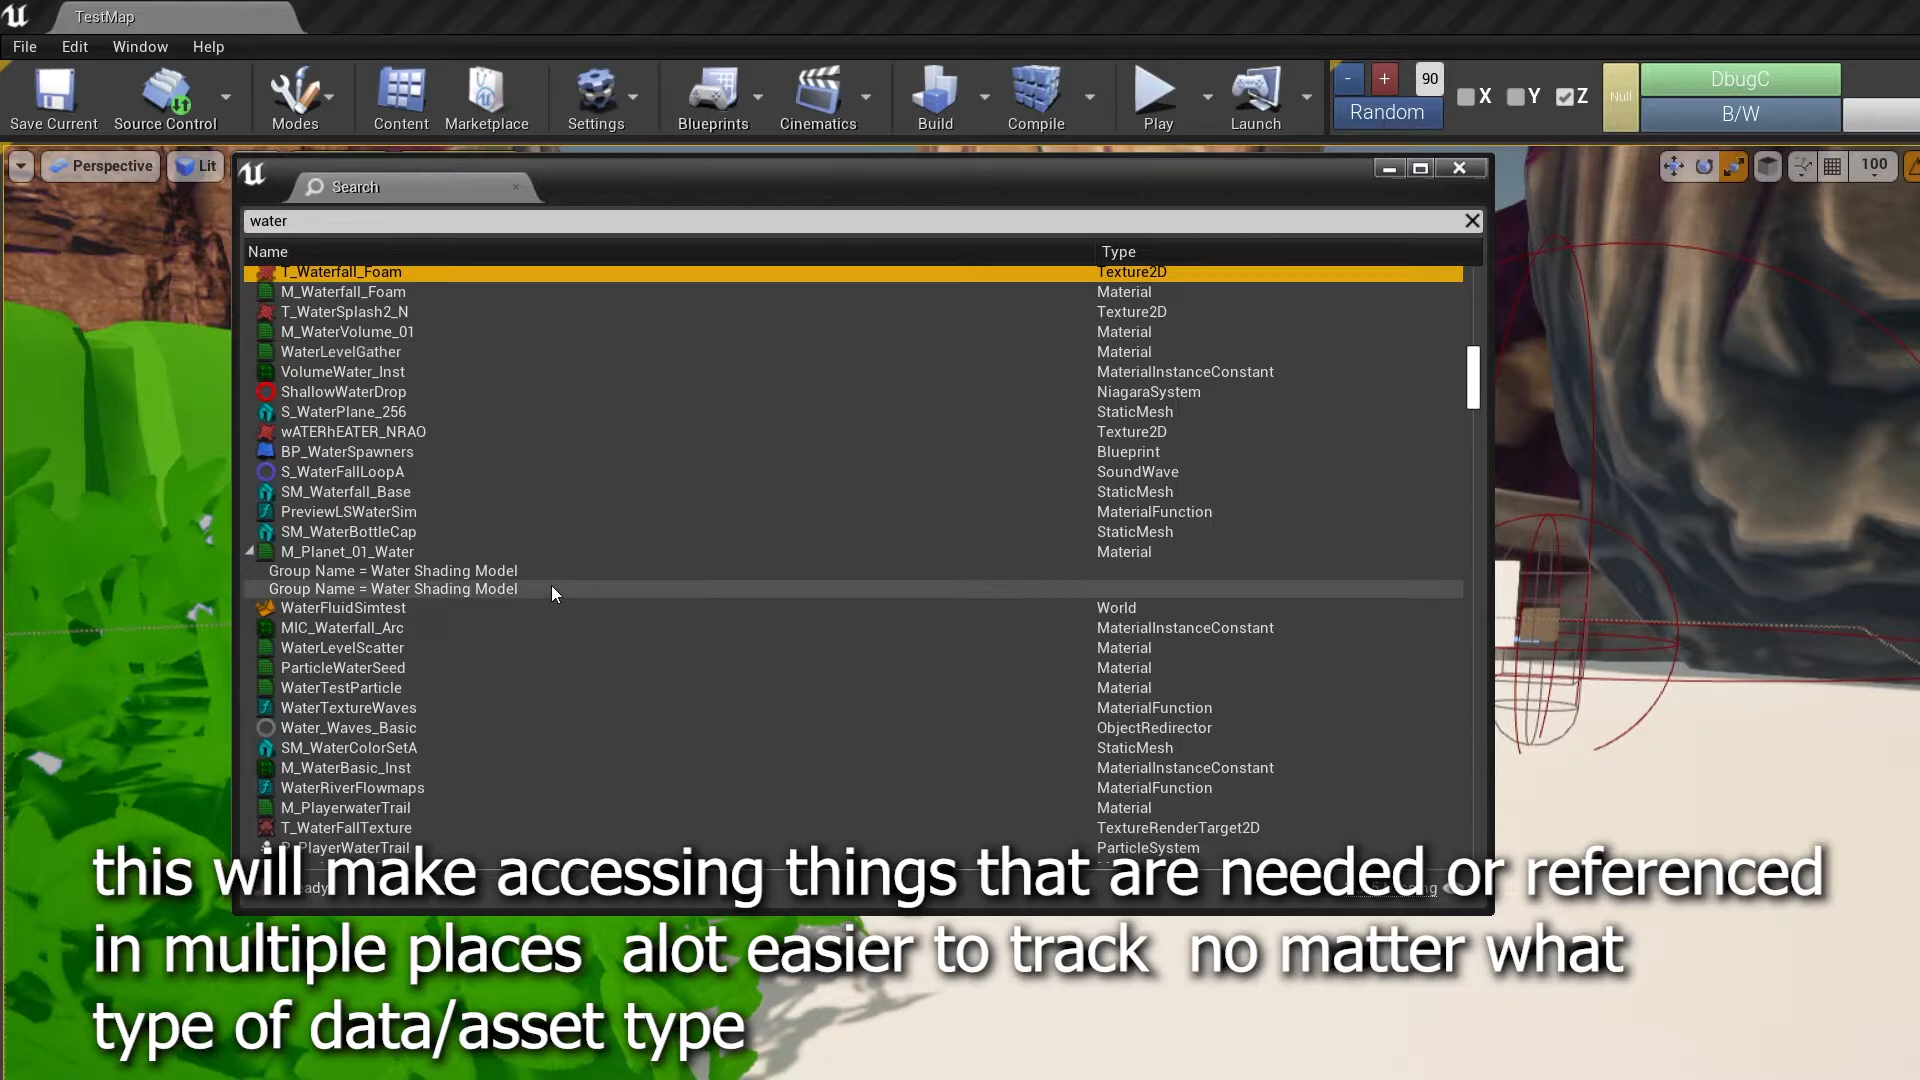 TestMap
File Edit Window Help
Save Current Source Control Modes Content Marketplace Settings Blueprints Cinematics Build Compile Play Launch
- + 90 X Y Z Null DbugC
Random B/W
Perspective Lit 100
Search
water
Name Type
T_Waterfall_Foam Texture2D
M_Waterfall_Foam Material
T_WaterSplash2_N Texture2D
M_WaterVolume_01 Material
WaterLevelGather Material
VolumeWater_Inst MaterialInstanceConstant
ShallowWaterDrop NiagaraSystem
S_WaterPlane_256 StaticMesh
wATERhEATER_NRAO Texture2D
BP_WaterSpawners Blueprint
S_WaterFallLoopA SoundWave
SM_Waterfall_Base StaticMesh
PreviewLSWaterSim MaterialFunction
SM_WaterBottleCap StaticMesh
M_Planet_01_Water Material
Group Name = Water Shading Model
Group Name = Water Shading Model
WaterFluidSimtest World
MIC_Waterfall_Arc MaterialInstanceConstant
WaterLevelScatter Material
ParticleWaterSeed Material
WaterTestParticle Material
WaterTextureWaves MaterialFunction
Water_Waves_Basic ObjectRedirector
SM_WaterColorSetA StaticMesh
M_WaterBasic_Inst MaterialInstanceConstant
WaterRiverFlowmaps MaterialFunction
M_PlayerwaterTrail Material
T_WaterFallTexture TextureRenderTarget2D
P_PlayerWaterTrail ParticleSystem
this will make accessing things that are needed or referenced
in multiple places alot easier to track no matter what
type of data/asset type